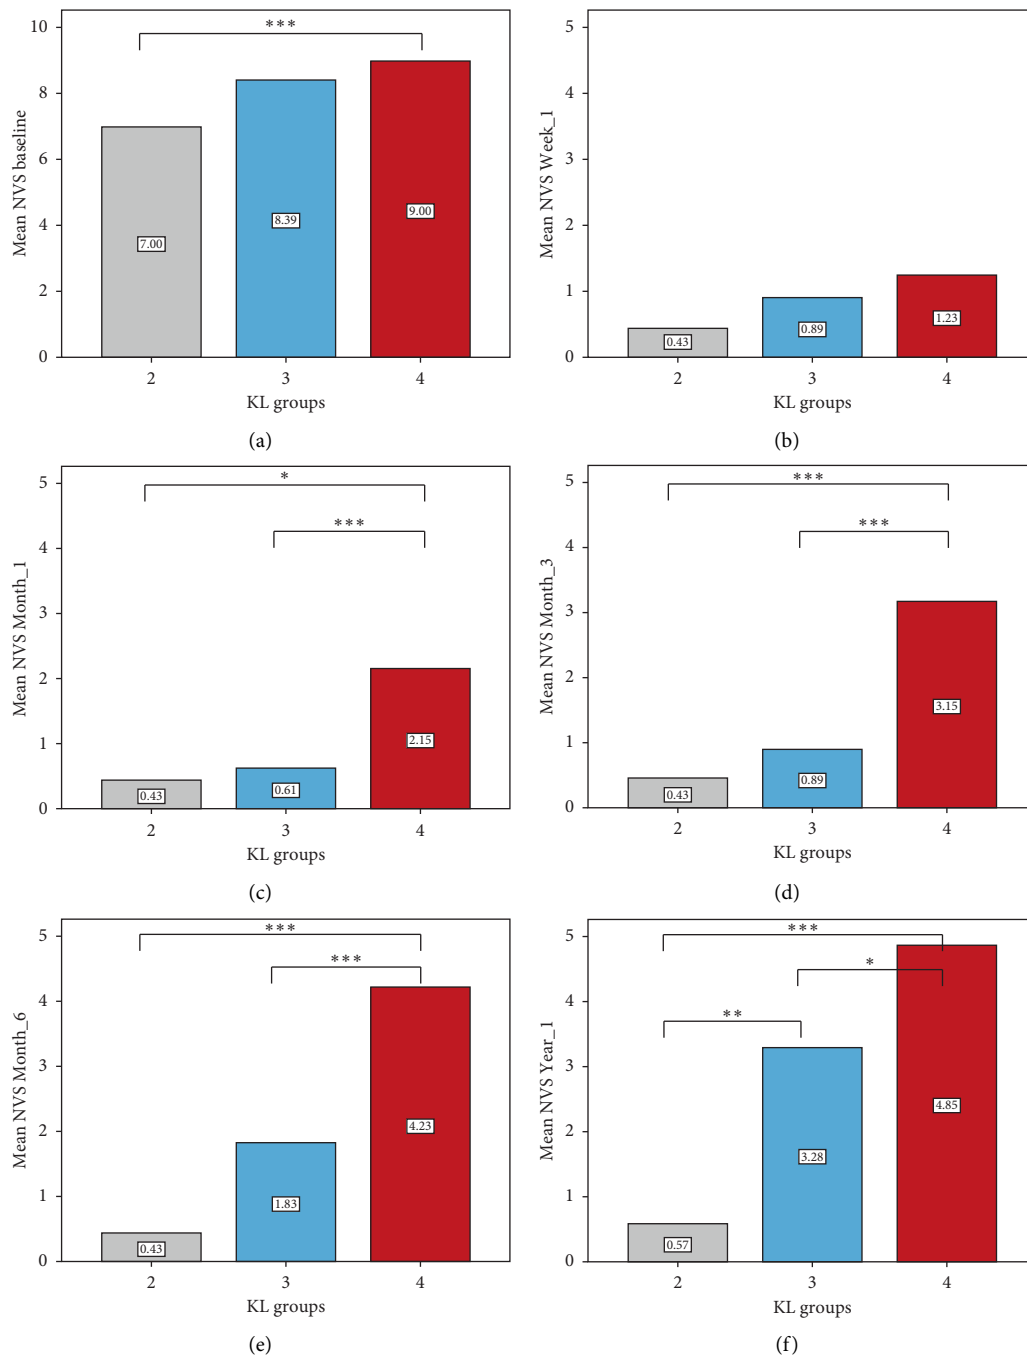 Mean NVS baseline
10
8
6
4
2
0
***
7.00
8.39
9.00
2 3 4
KL groups
(a)
Mean NVS Week_1
5
4
3
2
1
0
0.43
0.89
1.23
2 3 4
KL groups
(b)
Mean NVS Month_1
5
4
3
2
1
0
*
***
0.43
0.61
2.15
2 3 4
KL groups
(c)
Mean NVS Month_3
5
4
3
2
1
0
***
***
0.43
0.89
3.15
2 3 4
KL groups
(d)
Mean NVS Month_6
5
4
3
2
1
0
***
***
0.43
1.83
4.23
2 3 4
KL groups
(e)
Mean NVS Year_1
5
4
3
2
1
0
***
*
**
0.57
3.28
4.85
2 3 4
KL groups
(f)